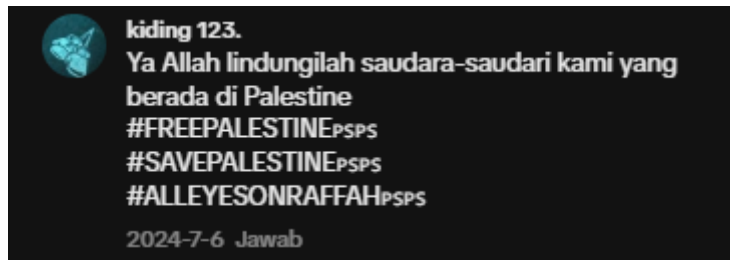 kiding 123.
Ya Allah lindungilah saudara-saudari kami yang
berada di Palestine
#FREEPALESTINEPSPS
#SAVEPALESTINEPSPS
#ALLEYESONRAFFAHPSPS
2024-7-6 Jawab